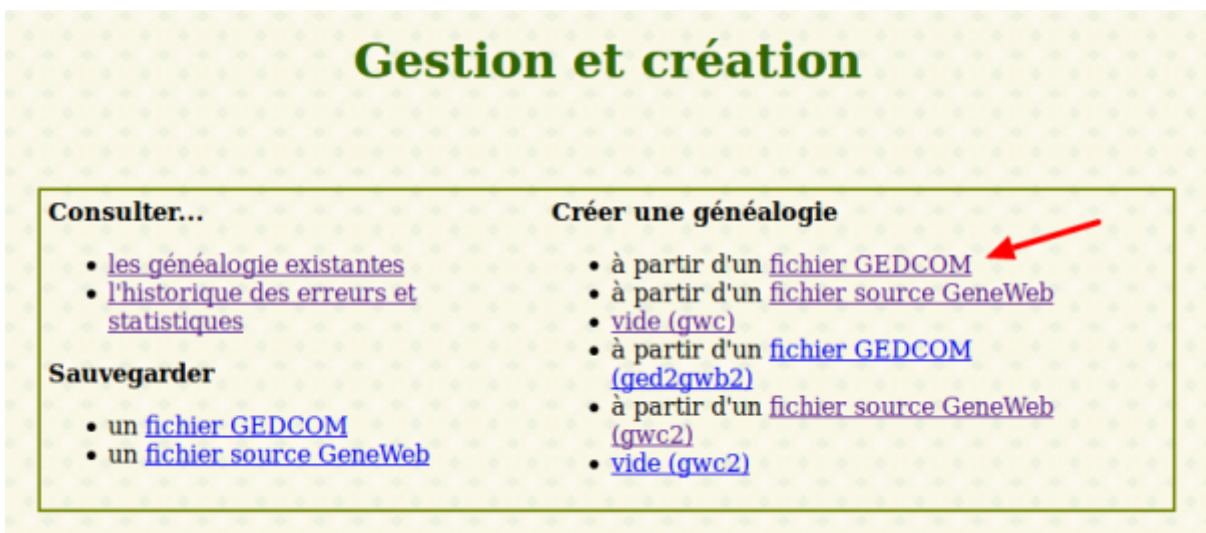 Gestion et création
Consulter...
les généalogie existantes
l'historique des erreurs et
statistiques
Sauvegarder
un fichier GEDCOM
un fichier source GeneWeb
Créer une généalogie
à partir d'un fichier GEDCOM
à partir d'un fichier source GeneWeb
vide (gwc)
à partir d'un fichier GEDCOM
(ged2gwb2)
à partir d'un fichier source GeneWeb
(gwc2)
vide (gwc2)